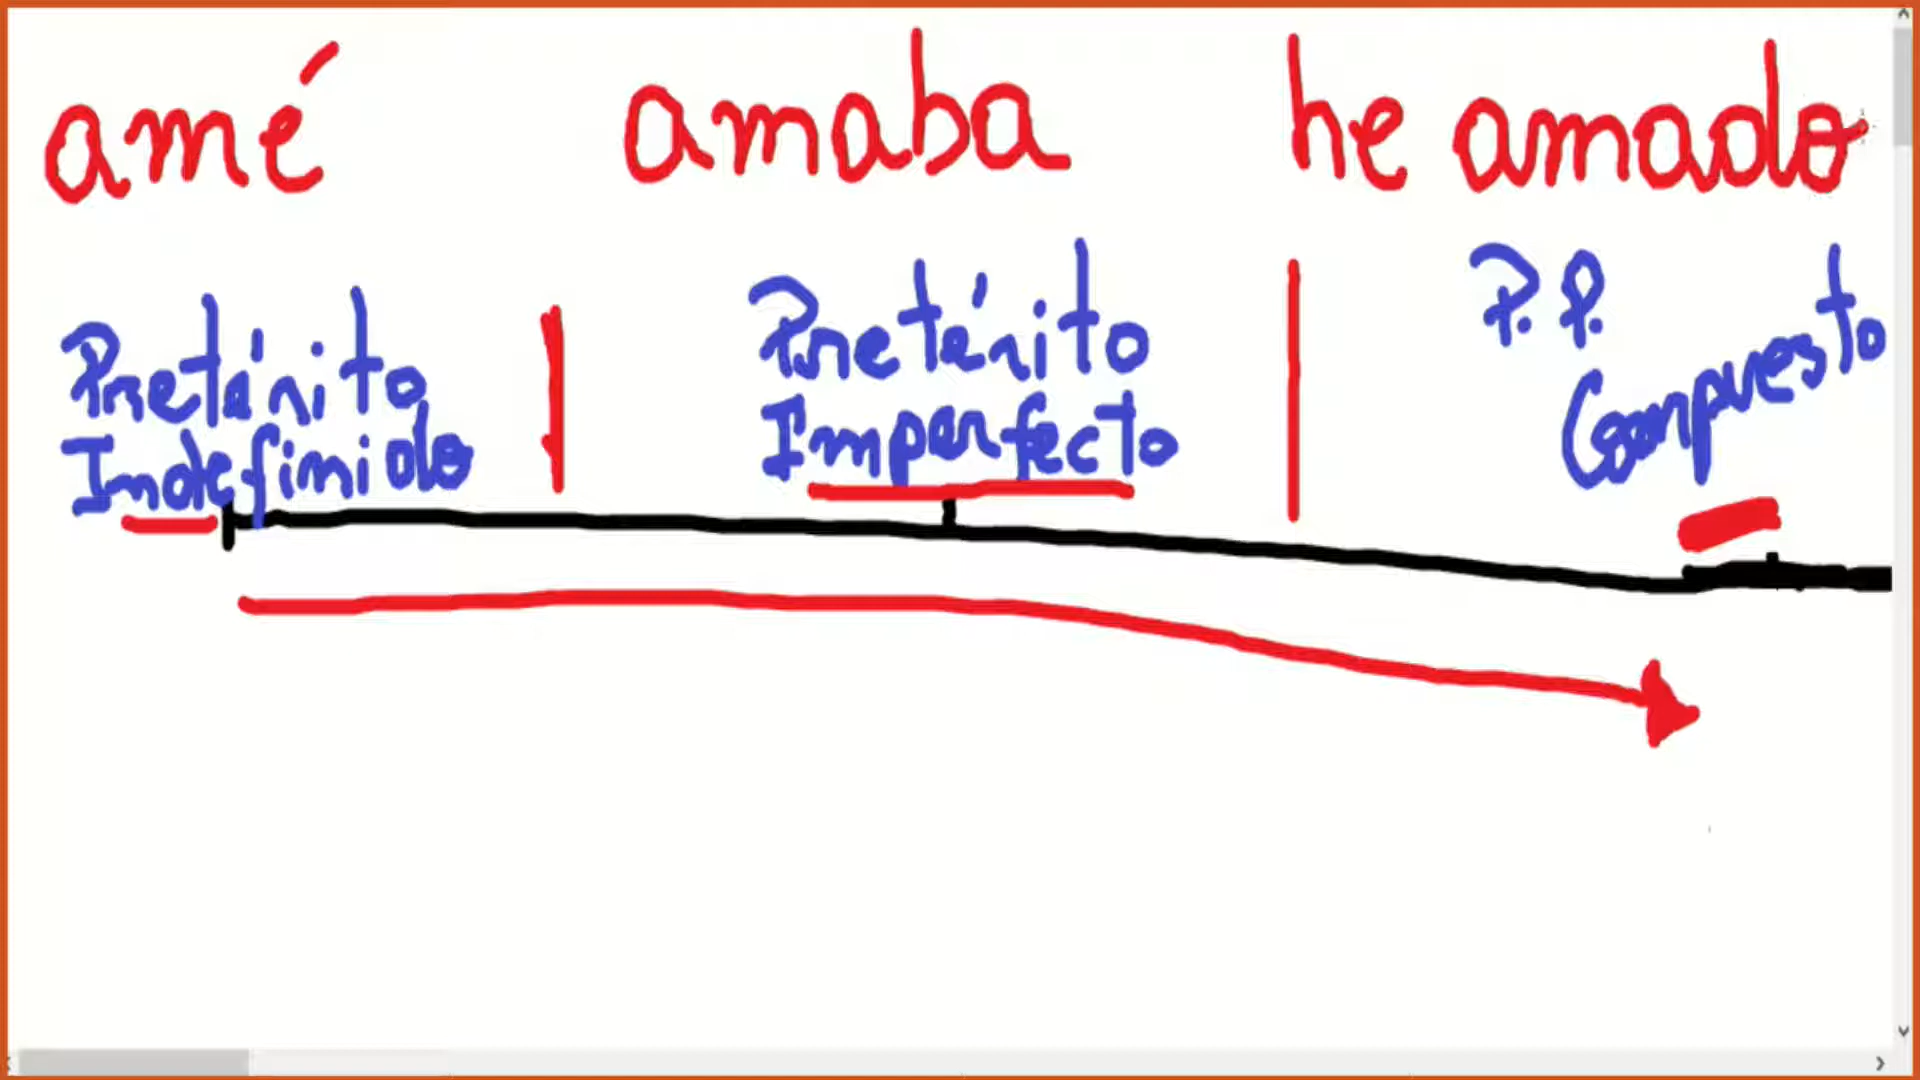 amé
amaba
he amado
Pretérito
Indefinido
Pretérito
Imperfecto
P.P.
Compuesto